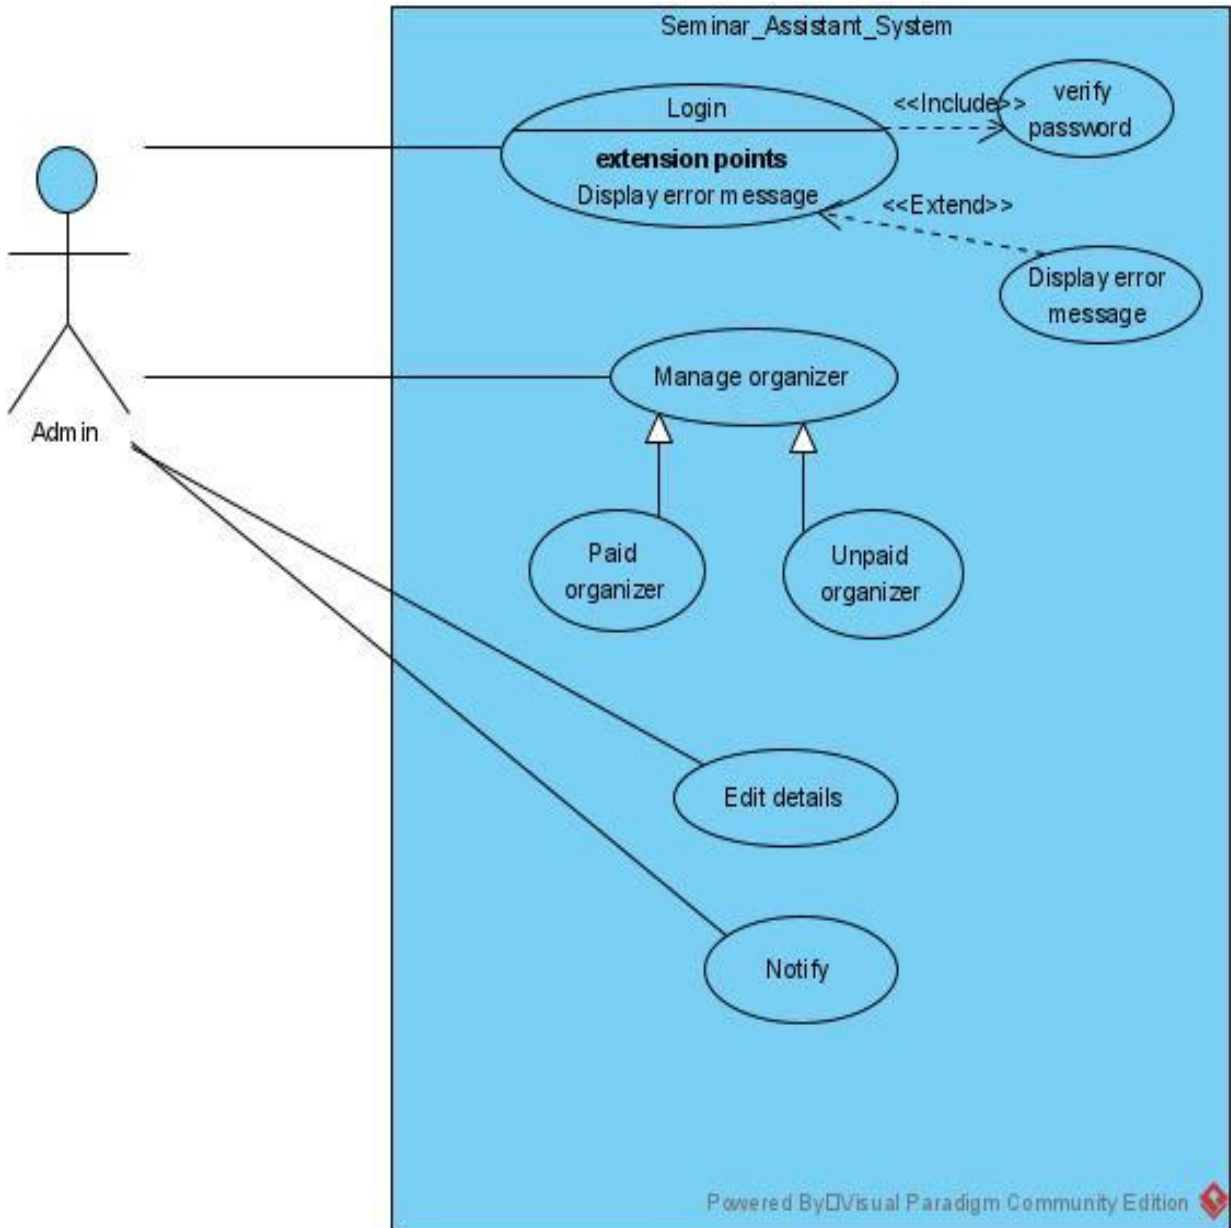 Seminar_Assistant_System
Login
extension points
Display error message
<<Include>>
verify
password
<<Extend>>
Display error
message
Admin
Manage organizer
Paid
organizer
Unpaid
organizer
Edit details
Notify
Powered By□Visual Paradigm Community Edition